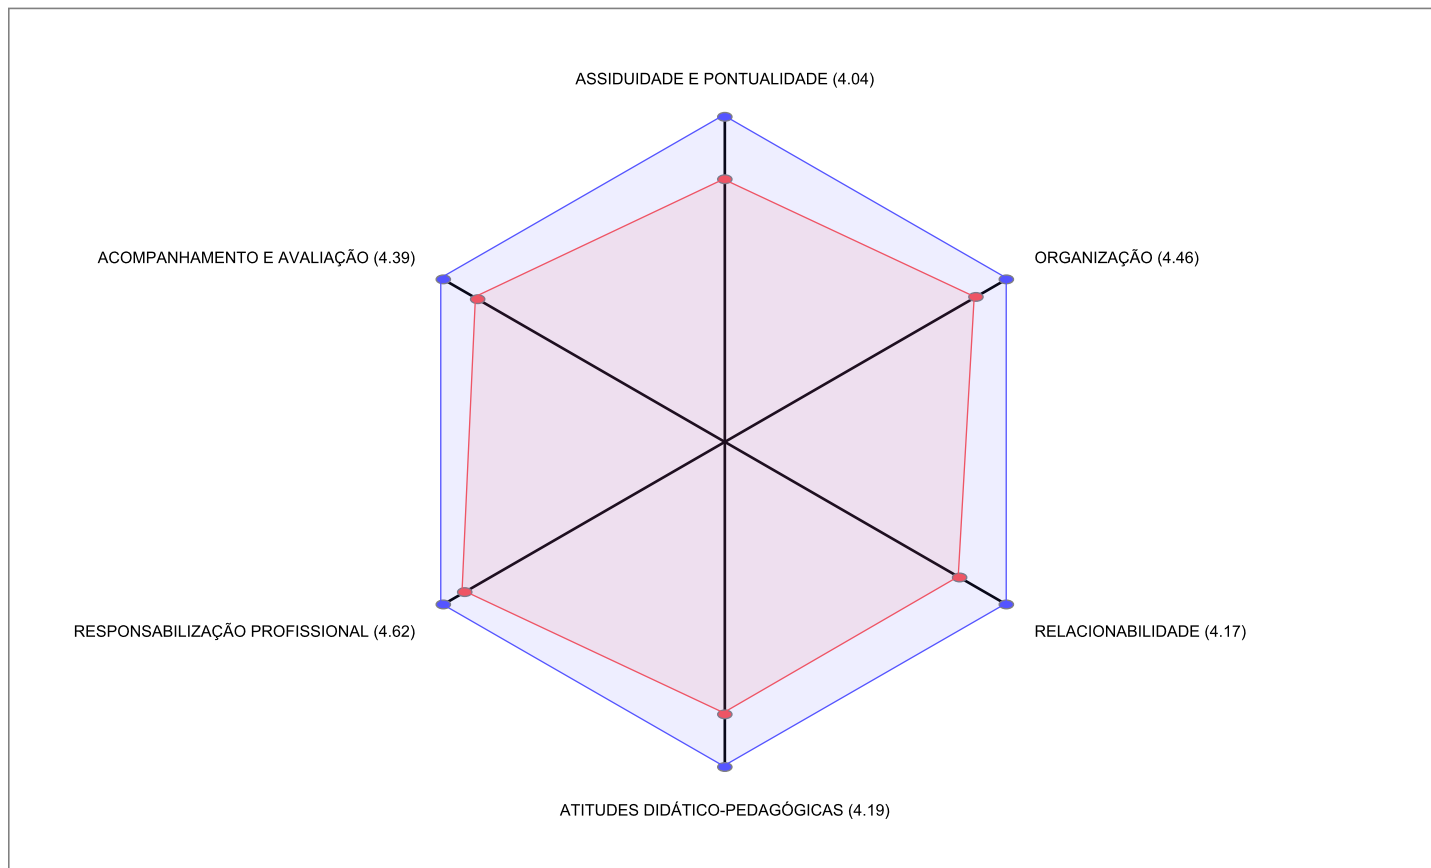 ASSIDUIDADE E PONTUALIDADE (4.04)
ACOMPANHAMENTO E AVALIAÇÃO (4.39)
ORGANIZAÇÃO (4.46)
RESPONSABILIZAÇÃO PROFISSIONAL (4.62)
RELACIONABILIDADE (4.17)
ATITUDES DIDÁTICO-PEDAGÓGICAS (4.19)